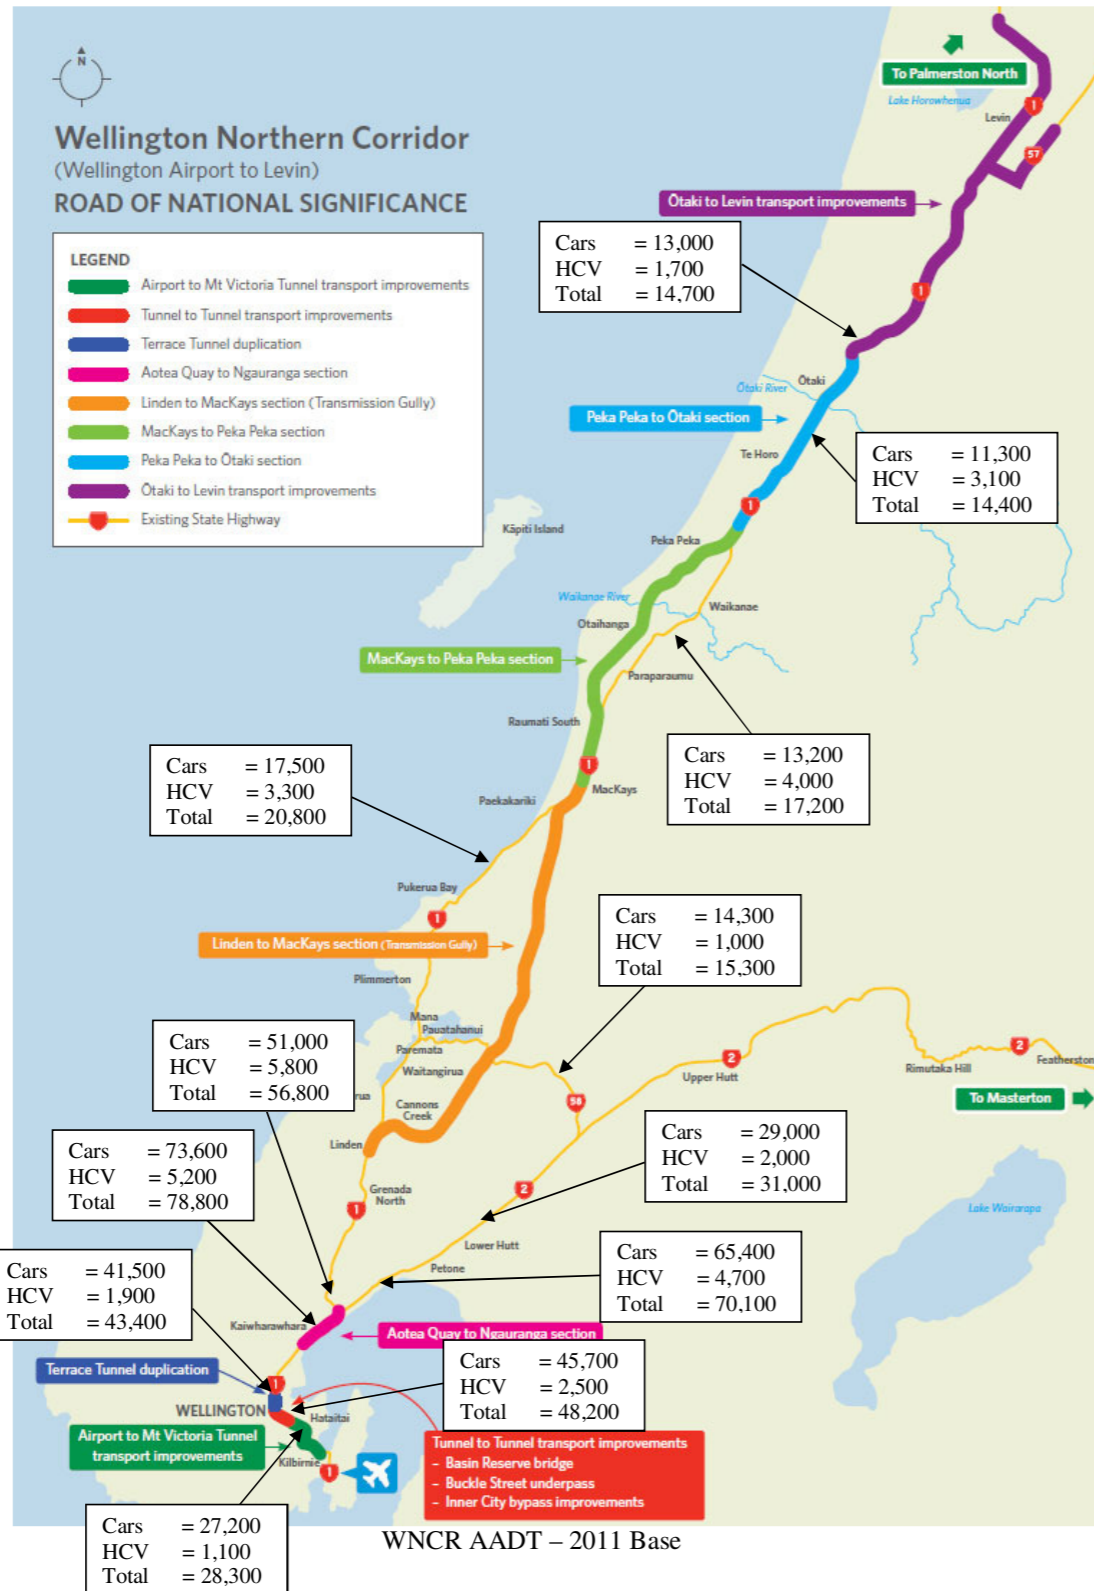 N
Wellington Northern Corridor
(Wellington Airport to Levin)
ROAD OF NATIONAL SIGNIFICANCE
LEGEND
Airport to Mt Victoria Tunnel transport improvements
Tunnel to Tunnel transport improvements
Terrace Tunnel duplication
Aotea Quay to Ngauranga section
Linden to MacKays section (Transmission Gully)
MacKays to Peka Peka section
Peka Peka to Ōtaki section
Ōtaki to Levin transport improvements
Existing State Highway
To Palmerston North
Lake Horowhenua
Levin
1
57
Ōtaki to Levin transport improvements
Cars = 13,000
HCV = 1,700
Total = 14,700
1
Ōtaki
Ōtaki River
Peka Peka to Ōtaki section
Te Horo
Cars = 11,300
HCV = 3,100
Total = 14,400
1
Kāpiti Island
Peka Peka
Waikanae River
Waikanae
Otaihanga
MacKays to Peka Peka section
Paraparaumu
Raumati South
Cars = 13,200
HCV = 4,000
Total = 17,200
1
MacKays
Cars = 17,500
HCV = 3,300
Total = 20,800
Paekakariki
Pukerua Bay
1
Cars = 14,300
HCV = 1,000
Total = 15,300
Linden to MacKays section (Transmission Gully)
Plimmerton
Mana
Pauatahanui
Paremata
Waitangirua
Cars = 51,000
HCV = 5,800
Total = 56,800
rua
Cannons
Creek
58
2
Upper Hutt
Rimutaka Hill
2
Featherston
To Masterton
Linden
Cars = 73,600
HCV = 5,200
Total = 78,800
Cars = 29,000
HCV = 2,000
Total = 31,000
Grenada
North
1
2
Lake Wairarapa
Lower Hutt
Petone
Cars = 65,400
HCV = 4,700
Total = 70,100
Cars = 41,500
HCV = 1,900
Total = 43,400
Kaiwharawhara
Aotea Quay to Ngauranga section
Cars = 45,700
HCV = 2,500
Total = 48,200
Terrace Tunnel duplication
1
WELLINGTON
Hataitai
Airport to Mt Victoria Tunnel
transport improvements
Kilbirnie
1
Tunnel to Tunnel transport improvements
– Basin Reserve bridge
– Buckle Street underpass
– Inner City bypass improvements
Cars = 27,200
HCV = 1,100
Total = 28,300
WNCR AADT – 2011 Base